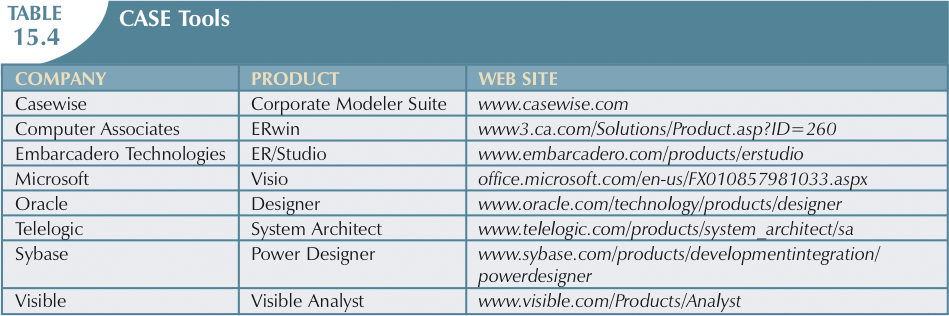 TABLE
15.4
CASE Tools
COMPANY PRODUCT WEB SITE
Casewise Corporate Modeler Suite www.casewise.com
Computer Associates ERwin www3.ca.com/Solutions/Product.asp?ID=260
Embarcadero Technologies ER/Studio www.embarcadero.com/products/erstudio
Microsoft Visio office.microsoft.com/en-us/FX010857981033.aspx
Oracle Designer www.oracle.com/technology/products/designer
Telelogic System Architect www.telelogic.com/products/system_architect/sa
Sybase Power Designer www.sybase.com/products/developmentintegration/
powerdesigner
Visible Visible Analyst www.visible.com/Products/Analyst